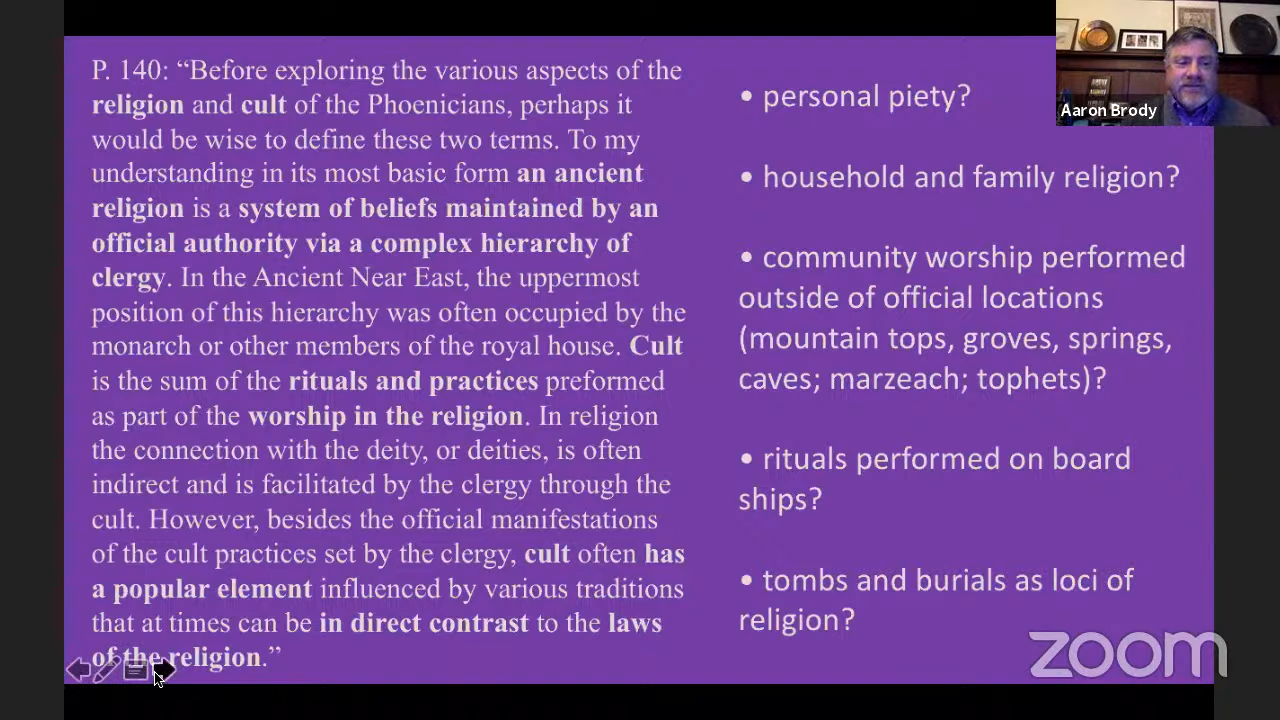 P. 140: “Before exploring the various aspects of the
religion and cult of the Phoenicians, perhaps it
would be wise to define these two terms. To my
understanding in its most basic form an ancient
religion is a system of beliefs maintained by an
official authority via a complex hierarchy of
clergy. In the Ancient Near East, the uppermost
position of this hierarchy was often occupied by the
monarch or other members of the royal house. Cult
is the sum of the rituals and practices preformed
as part of the worship in the religion. In religion
the connection with the deity, or deities, is often
indirect and is facilitated by the clergy through the
cult. However, besides the official manifestations
of the cult practices set by the clergy, cult often has
a popular element influenced by various traditions
that at times can be in direct contrast to the laws
of the religion.”
• personal piety?
• household and family religion?
• community worship performed
outside of official locations
(mountain tops, groves, springs,
caves; marzeach; tophets)?
• rituals performed on board
ships?
• tombs and burials as loci of
religion?
Aaron Brody
zoom